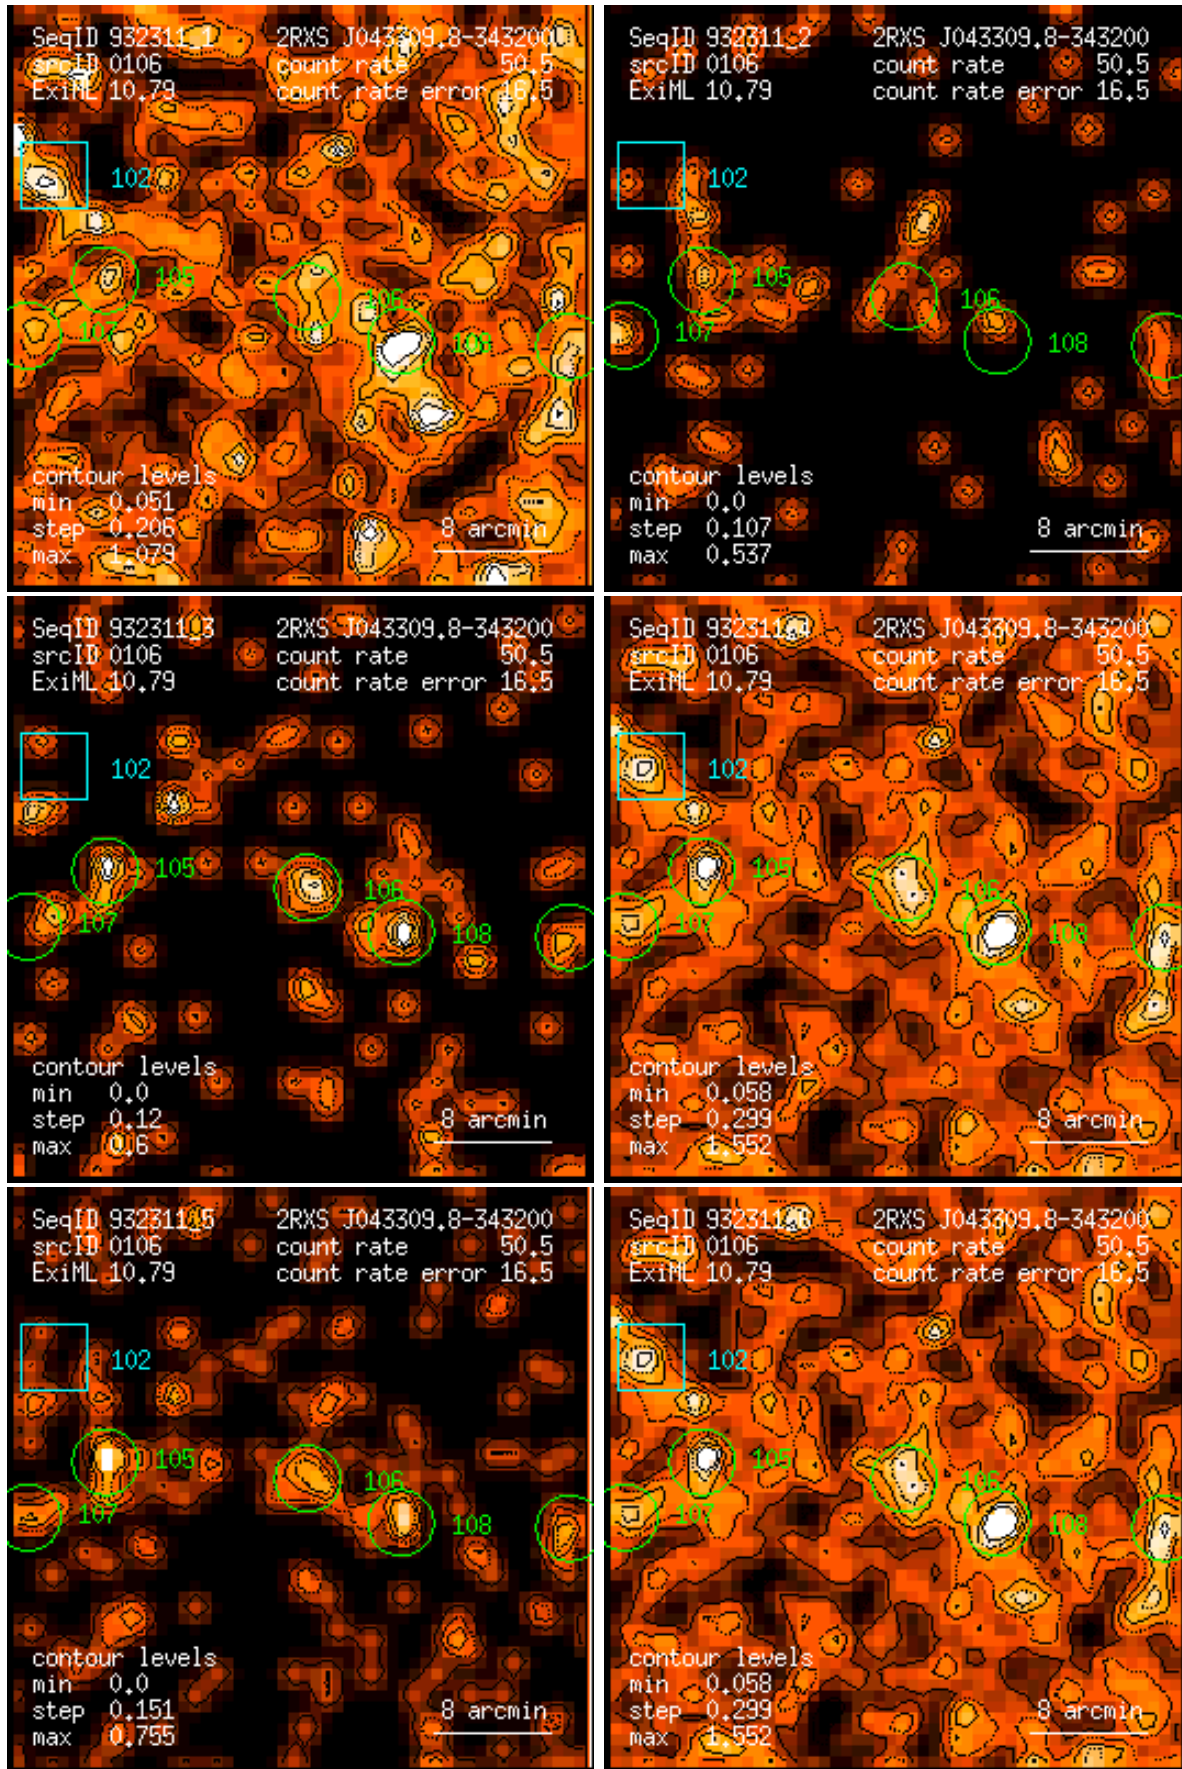 SeqID 932311_1 2RXS J043309.8-343200
srcID 0106 count rate 50.5
ExiML 10.79 count rate error 16.5
102
105
106
107
108
contour levels
min 0.051
step 0.206
max 1.079
8 arcmin
SeqID 932311_2 2RXS J043309.8-343200
srcID 0106 count rate 50.5
ExiML 10.79 count rate error 16.5
102
105
106
107
108
contour levels
min 0.0
step 0.107
max 0.537
8 arcmin
SeqID 932311_3 2RXS J043309.8-343200
srcID 0106 count rate 50.5
ExiML 10.79 count rate error 16.5
102
105
106
107
108
contour levels
min 0.0
step 0.12
max 0.6
8 arcmin
SeqID 932311_4 2RXS J043309.8-343200
srcID 0106 count rate 50.5
ExiML 10.79 count rate error 16.5
102
105
106
107
108
contour levels
min 0.058
step 0.299
max 1.552
8 arcmin
SeqID 932311_5 2RXS J043309.8-343200
srcID 0106 count rate 50.5
ExiML 10.79 count rate error 16.5
102
105
106
107
108
contour levels
min 0.0
step 0.151
max 0.755
8 arcmin
SeqID 932311_6 2RXS J043309.8-343200
srcID 0106 count rate 50.5
ExiML 10.79 count rate error 16.5
102
105
106
107
108
contour levels
min 0.058
step 0.299
max 1.552
8 arcmin